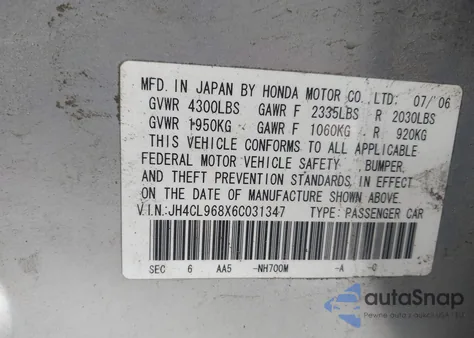 MFD. IN JAPAN BY HONDA MOTOR CO., LTD: 07/'06
GVWR 4300LBS GAWR F 2335LBS R 2030LBS
GVWR 1950KG GAWR F 1060KG R 920KG
THIS VEHICLE CONFORMS TO ALL APPLICABLE
FEDERAL MOTOR VEHICLE SAFETY BUMPER,
AND THEFT PREVENTION STANDARDS IN EFFECT
ON THE DATE OF MANUFACTURE SHOWN ABOVE.
V.I.N.:JH4CL968X6C031347 TYPE: PASSENGER CAR
SEC 6 AA5 -NH700M -A -C
autoSnap